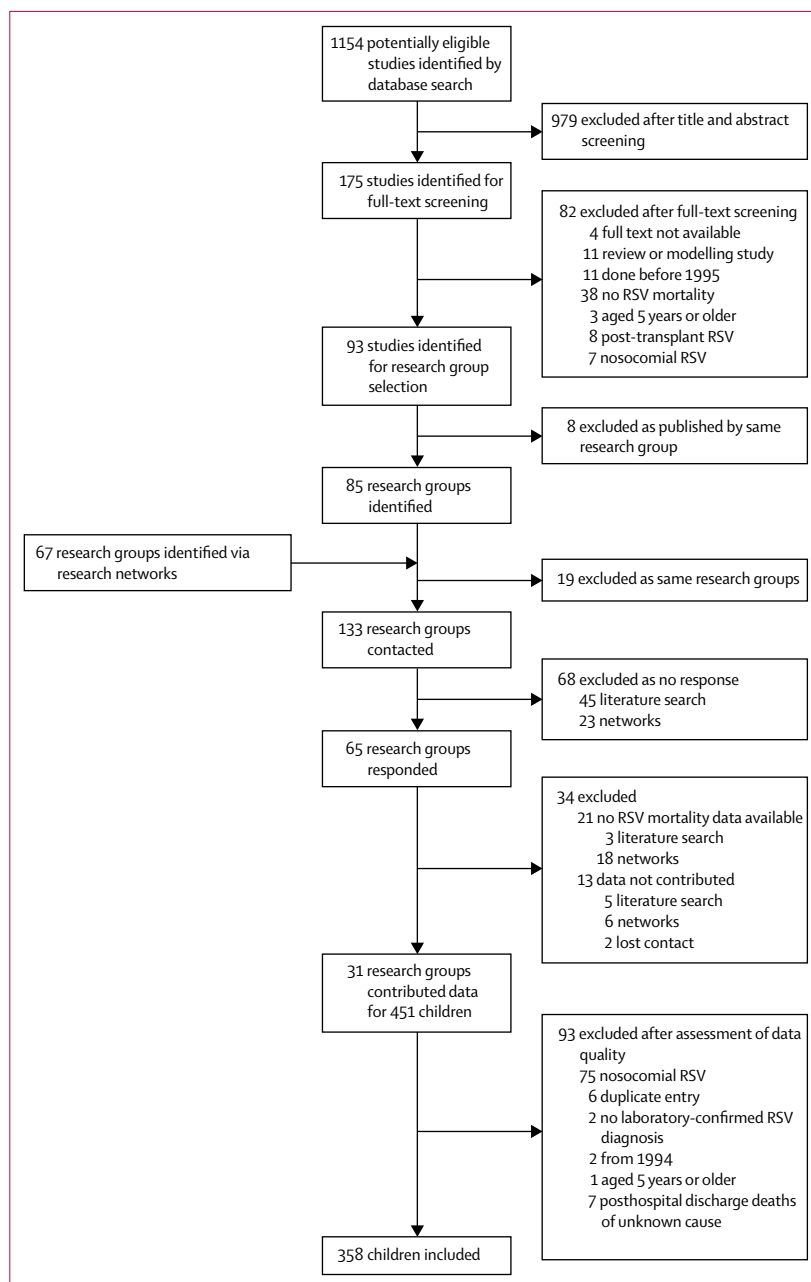 1154 potentially eligible
studies identified by
database search
979 excluded after title and abstract
screening
175 studies identified for
full-text screening
82 excluded after full-text screening
4 full text not available
11 review or modelling study
11 done before 1995
38 no RSV mortality
3 aged 5 years or older
8 post-transplant RSV
7 nosocomial RSV
93 studies identified
for research group
selection
8 excluded as published by same
research group
85 research groups
identified
67 research groups identified via
research networks
19 excluded as same research groups
133 research groups
contacted
68 excluded as no response
45 literature search
23 networks
65 research groups
responded
34 excluded
21 no RSV mortality data available
3 literature search
18 networks
13 data not contributed
5 literature search
6 networks
2 lost contact
31 research groups
contributed data
for 451 children
93 excluded after assessment of data
quality
75 nosocomial RSV
6 duplicate entry
2 no laboratory-confirmed RSV
diagnosis
2 from 1994
1 aged 5 years or older
7 posthospital discharge deaths
of unknown cause
358 children included